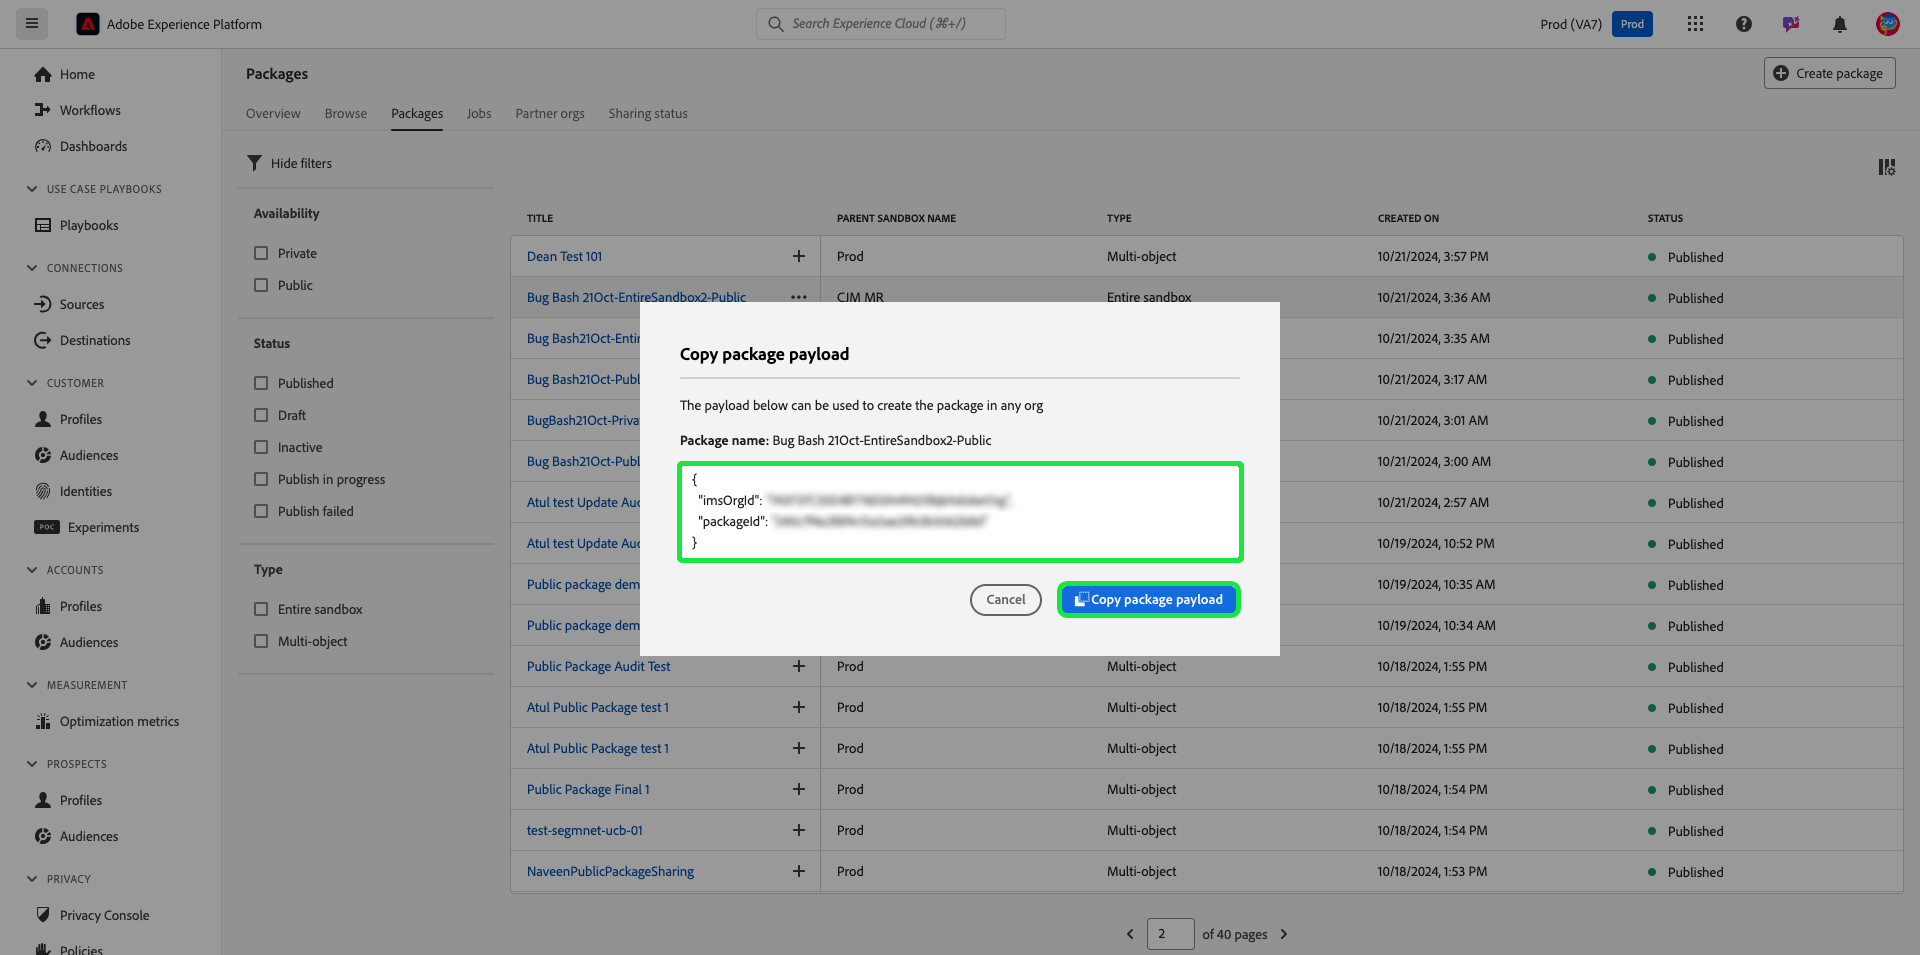 Adobe Experience Platform
Search Experience Cloud (⌘+/)
Prod (VA7)
Prod
Home
Workflows
Dashboards
USE CASE PLAYBOOKS
Playbooks
CONNECTIONS
Sources
Destinations
CUSTOMER
Profiles
Audiences
Identities
POC Experiments
ACCOUNTS
Profiles
Audiences
MEASUREMENT
Optimization metrics
PROSPECTS
Profiles
Audiences
PRIVACY
Privacy Console
Policies
Packages
Create package
Overview Browse Packages Jobs Partner orgs Sharing status
Hide filters
Availability
Private
Public
Status
Published
Draft
Inactive
Publish in progress
Publish failed
Type
Entire sandbox
Multi-object
TITLE PARENT SANDBOX NAME TYPE CREATED ON STATUS
Dean Test 101 Prod Multi-object 10/21/2024, 3:57 PM Published
Bug Bash 21Oct-EntireSandbox2-Public CJM MR Entire sandbox 10/21/2024, 3:36 AM Published
Bug Bash21Oct-Enti 10/21/2024, 3:35 AM Published
Bug Bash21Oct-Publ 10/21/2024, 3:17 AM Published
BugBash21Oct-Priva 10/21/2024, 3:01 AM Published
Bug Bash21Oct-Publ 10/21/2024, 3:00 AM Published
Atul test Update Auc 10/21/2024, 2:57 AM Published
Atul test Update Auc 10/19/2024, 10:52 PM Published
Public package dem 10/19/2024, 10:35 AM Published
Public package dem 10/19/2024, 10:34 AM Published
Public Package Audit Test Prod Multi-object 10/18/2024, 1:55 PM Published
Atul Public Package test 1 Prod Multi-object 10/18/2024, 1:55 PM Published
Atul Public Package test 1 Prod Multi-object 10/18/2024, 1:55 PM Published
Public Package Final 1 Prod Multi-object 10/18/2024, 1:54 PM Published
test-segmnet-ucb-01 Prod Multi-object 10/18/2024, 1:54 PM Published
NaveenPublicPackageSharing Prod Multi-object 10/18/2024, 1:53 PM Published
2 of 40 pages
Copy package payload
The payload below can be used to create the package in any org
Package name: Bug Bash 21Oct-EntireSandbox2-Public
{
"imsOrgId":
"packageId":
}
Cancel
Copy package payload